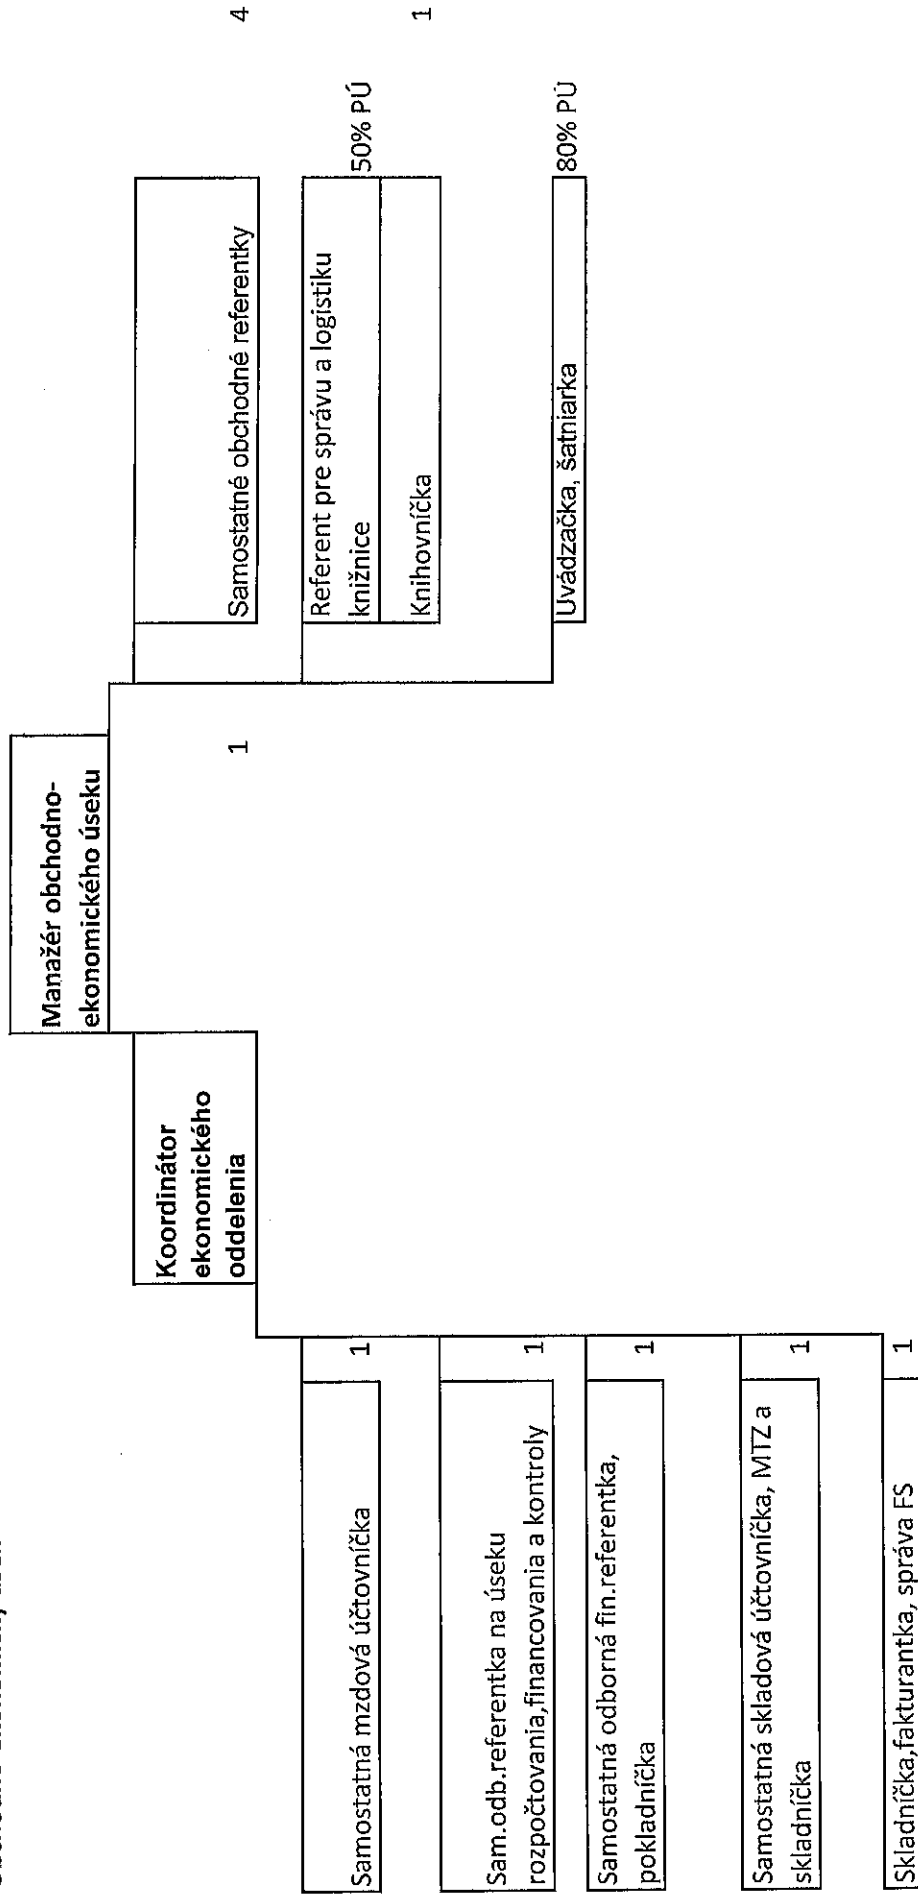 Manažér obchodno-
ekonomického úseku
Koordinátor
ekonomického
oddelenia
1
Samostatné obchodné referentky
4
Samostatná mzdová účtovníčka
1
Referent pre správu a logistiku
knižnice
50% PÚ
Knihovníčka
1
Sam.odb.referentka na úseku
rozpočtovania,financovania a kontroly
1
Uvádzačka, šatniarka
80% PÚ
Samostatná odborná fin.referentka,
pokladníčka
1
Samostatná skladová účtovníčka, MTZ a
skladníčka
1
Skladníčka,fakturantka, správa FS
1